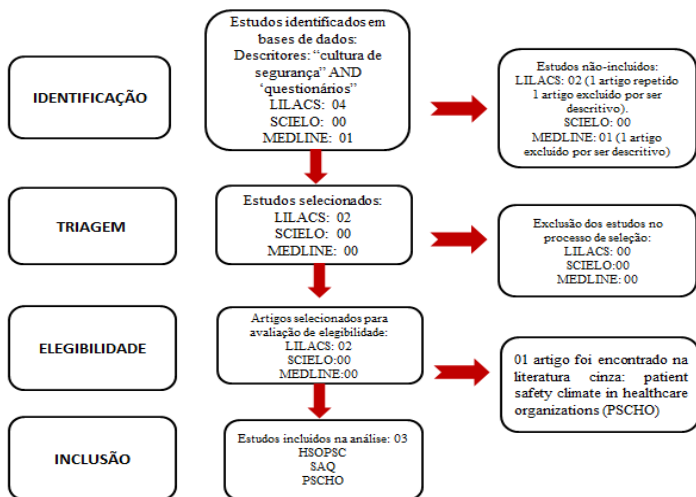 Estudos identificados em
bases de dados:
Descritores: “cultura de
segurança” AND
‘questionários”
LILACS: 04
SCIELO: 00
MEDLINE: 01
IDENTIFICAÇÃO
Estudos não-incluidos:
LILACS: 02 (1 artigo repetido
1 artigo excluido por ser
descritivo).
SCIELO: 00
MEDLINE: 01 (1 artigo
excluido por ser descritivo)
TRIAGEM
Estudos selecionados:
LILACS: 02
SCIELO: 00
MEDLINE: 00
Exclusão dos estudos no
processo de seleção:
LILACS: 00
SCIELO:00
MEDLINE: 00
ELEGIBILIDADE
Artigos selecionados para
avaliação de elegibilidade:
LILACS: 02
SCIELO:00
MEDLINE:00
01 artigo foi encontrado na
literatura cinza: patient
safety climate in healthcare
organizations (PSCHO)
INCLUSÃO
Estudos incluidos na análise: 03
HSOPSC
SAQ
PSCHO